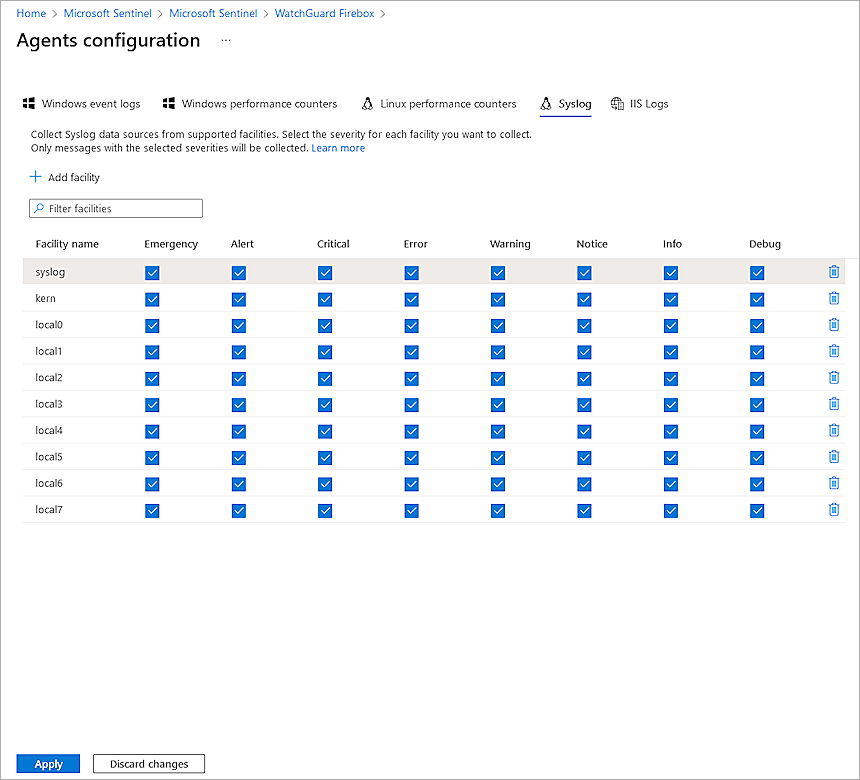 Home > Microsoft Sentinel > Microsoft Sentinel > WatchGuard Firebox >
Agents configuration ...
Windows event logs Windows performance counters Linux performance counters Syslog IIS Logs
Collect Syslog data sources from supported facilities. Select the severity for each facility you want to collect.
Only messages with the selected severities will be collected. Learn more
+ Add facility
Filter facilities
Facility name Emergency Alert Critical Error Warning Notice Info Debug
syslog
kern
local0
local1
local2
local3
local4
local5
local6
local7
Apply Discard changes